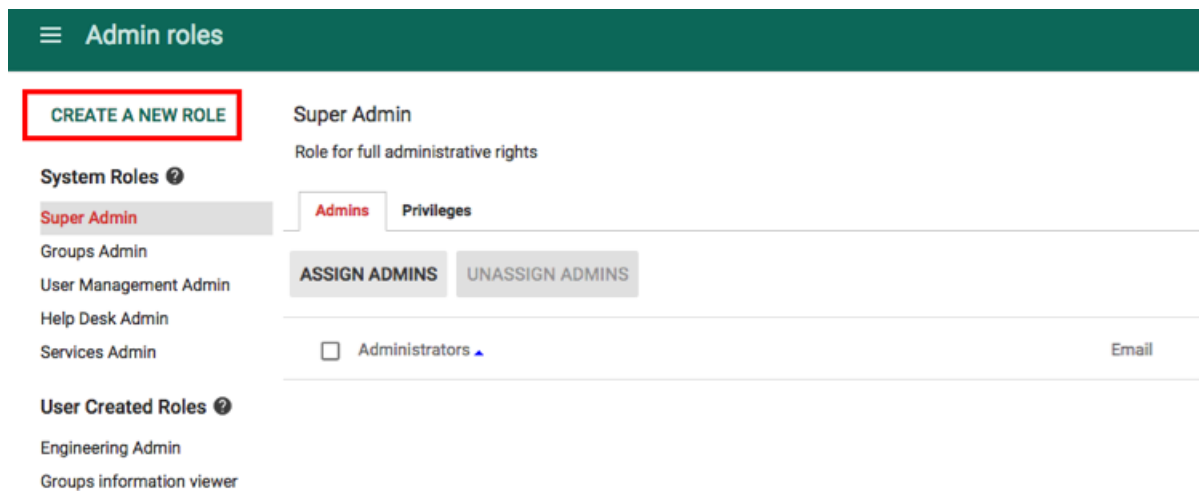 Admin roles
CREATE A NEW ROLE
System Roles
Super Admin
Groups Admin
User Management Admin
Help Desk Admin
Services Admin
User Created Roles
Engineering Admin
Groups information viewer
Super Admin
Role for full administrative rights
Admins Privileges
ASSIGN ADMINS UNASSIGN ADMINS
Administrators Email